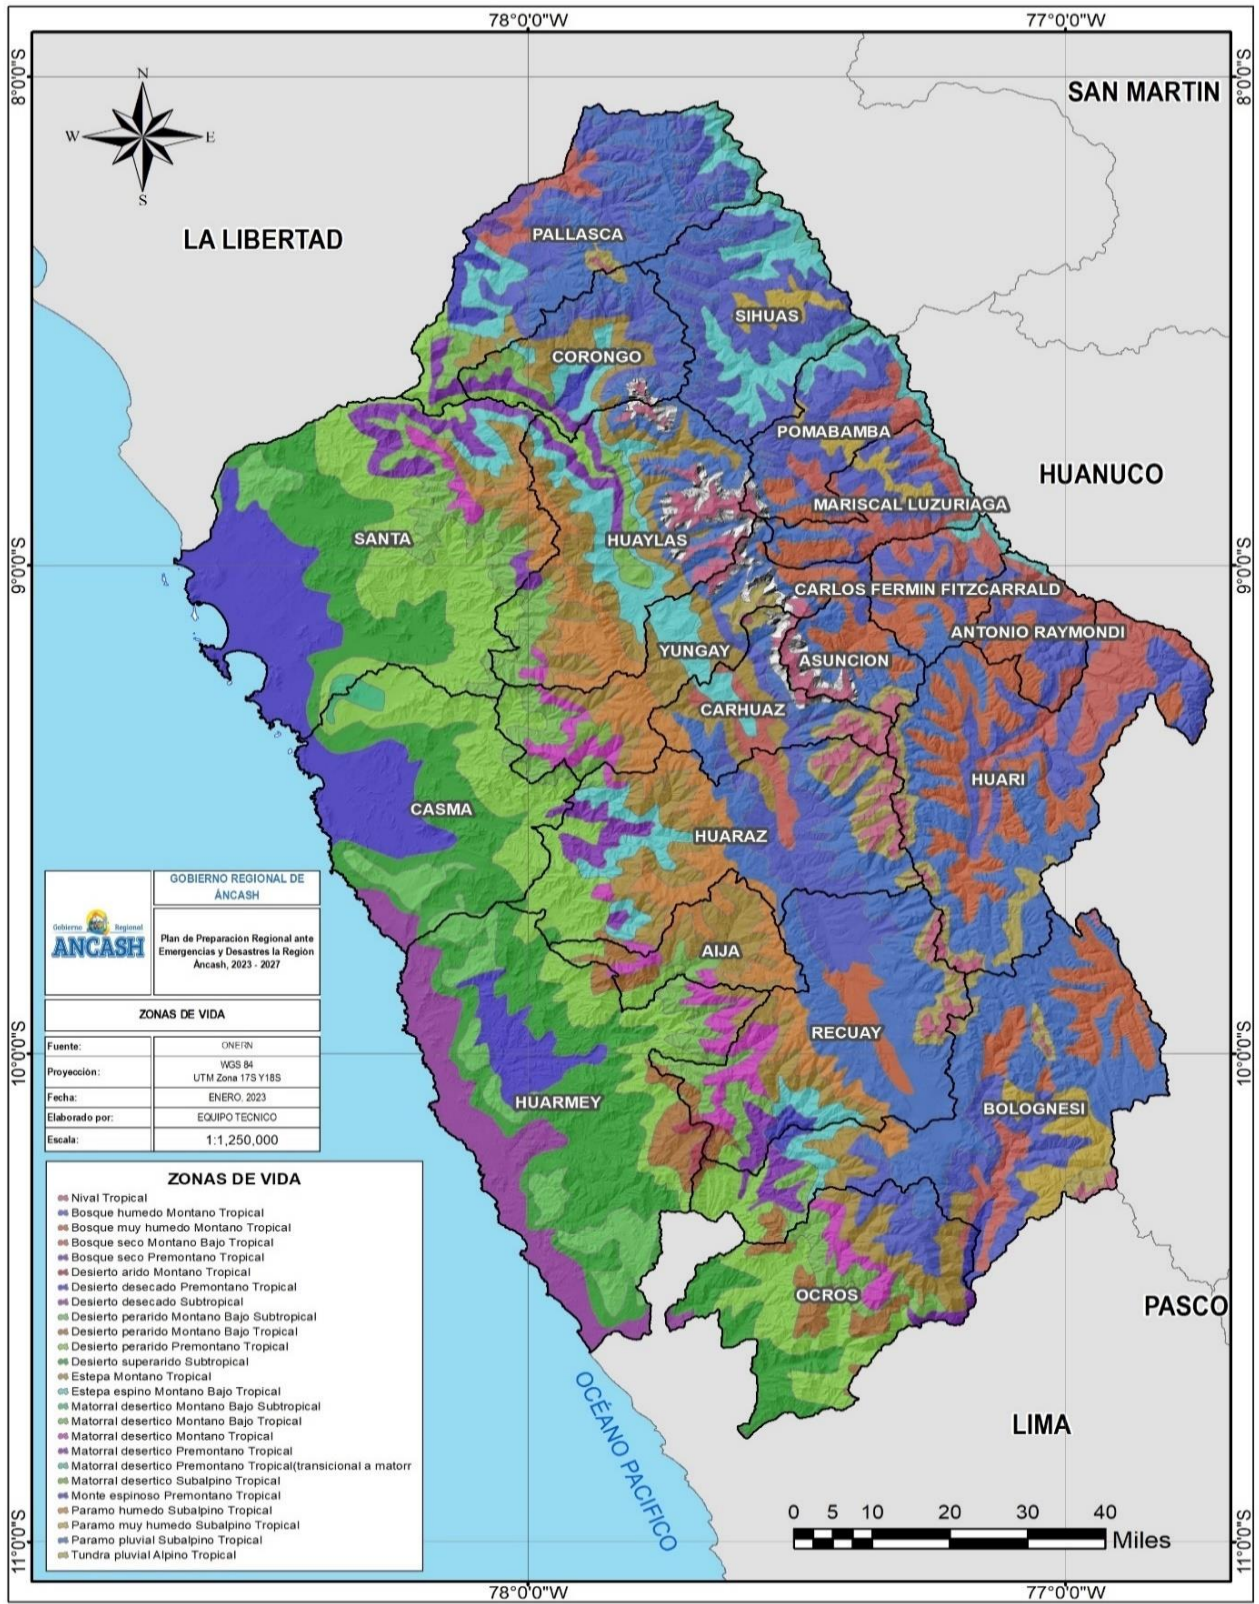 78°0'0"W
77°0'0"W
8°0'0"S
8°0'0"S
N
W
E
S
SAN MARTIN
LA LIBERTAD
PALLASCA
SIHUAS
CORONGO
POMABAMBA
HUANUCO
MARISCAL LUZURIAGA
SANTA
HUAYLAS
9°0'0"S
9°0'0"S
CARLOS FERMIN FITZCARRALD
ANTONIO RAYMONDI
YUNGAY
ASUNCION
CARHUAZ
HUARI
CASMA
HUARAZ
AIJA
RECUAY
10°0'0"S
10°0'0"S
HUARMEY
BOLOGNESI
OCROS
PASCO
LIMA
OCÉANO PACIFICO
GOBIERNO REGIONAL DE
ÁNCASH
Gobierno Regional
ANCASH
Plan de Preparación Regional ante
Emergencias y Desastres la Región
Áncash, 2023 - 2027
ZONAS DE VIDA
Fuente: ONERN
Proyección: WGS 84
UTM Zona 17S Y18S
Fecha: ENERO, 2023
Elaborado por: EQUIPO TECNICO
Escala: 1:1,250,000
ZONAS DE VIDA
Nival Tropical
Bosque humedo Montano Tropical
Bosque muy humedo Montano Tropical
Bosque seco Montano Bajo Tropical
Bosque seco Premontano Tropical
Desierto arido Montano Tropical
Desierto desecado Premontano Tropical
Desierto desecado Subtropical
Desierto perarido Montano Bajo Subtropical
Desierto perarido Montano Bajo Tropical
Desierto perarido Premontano Tropical
Desierto superarido Subtropical
Estepa Montano Tropical
Estepa espino Montano Bajo Tropical
Matorral desertico Montano Bajo Subtropical
Matorral desertico Montano Bajo Tropical
Matorral desertico Montano Tropical
Matorral desertico Premontano Tropical
Matorral desertico Premontano Tropical(transicional a matorr
Matorral desertico Subalpino Tropical
Monte espinoso Premontano Tropical
Paramo humedo Subalpino Tropical
Paramo muy humedo Subalpino Tropical
Paramo pluvial Subalpino Tropical
Tundra pluvial Alpino Tropical
0 5 10 20 30 40
Miles
11°0'0"S
11°0'0"S
78°0'0"W
77°0'0"W